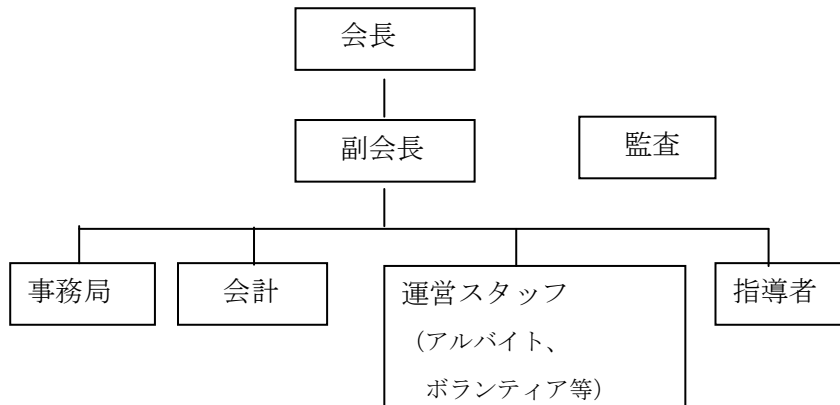 会長
副会長
監査
事務局
会計
運営スタッフ
(アルバイト、
ボランティア等)
指導者